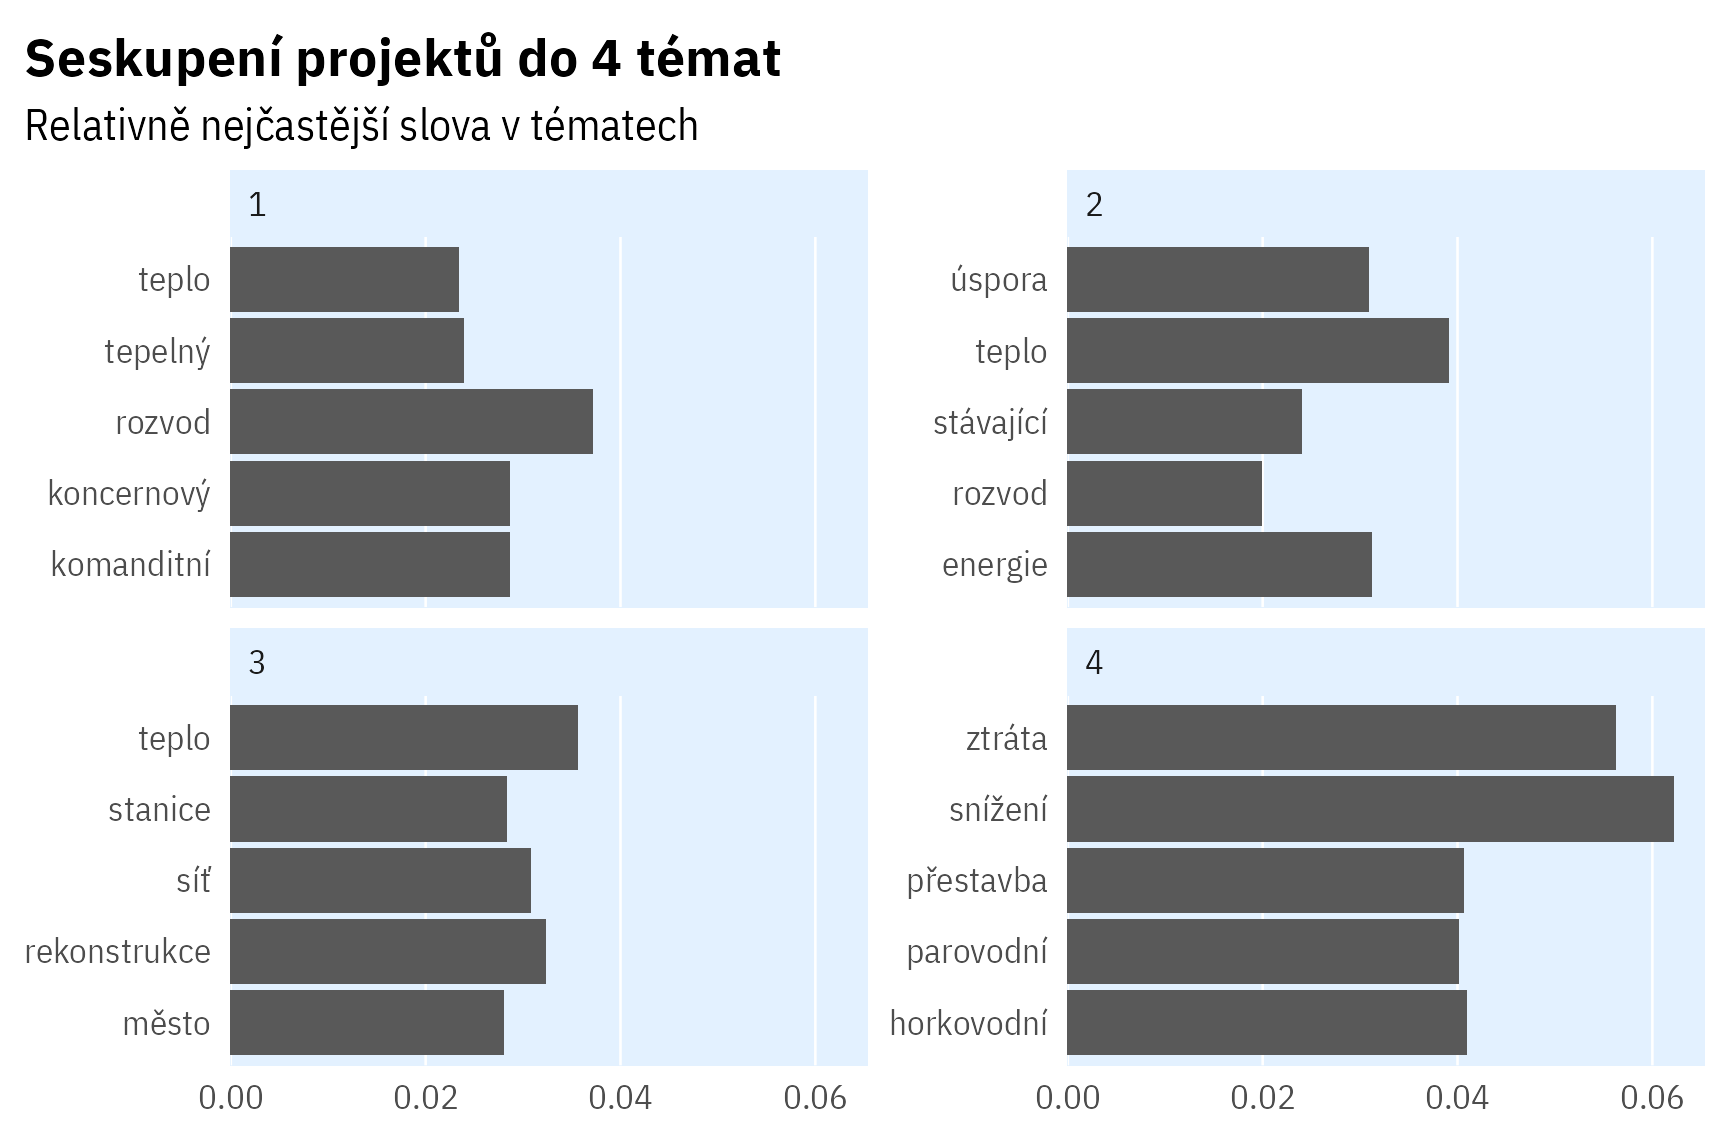 Seskupení projektů do 4 témat
Relativně nejčastější slova v tématech
1
teplo
tepelný
rozvod
koncernový
komanditní
2
úspora
teplo
stávající
rozvod
energie
3
teplo
stanice
síť
rekonstrukce
město
0.00 0.02 0.04 0.06
4
ztráta
snížení
přestavba
parovodní
horkovodní
0.00 0.02 0.04 0.06